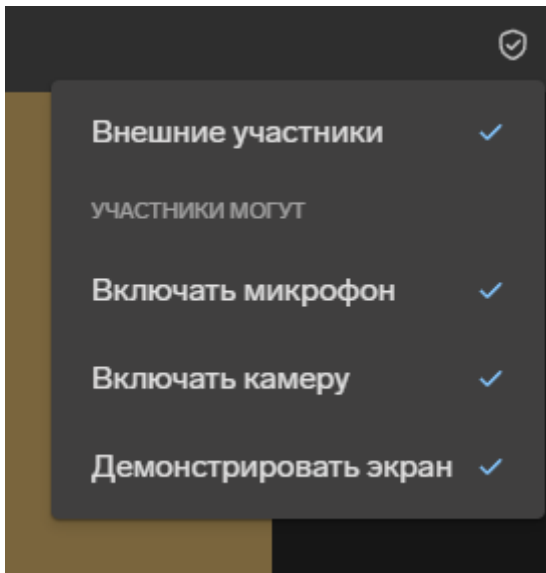 Внешние участники
УЧАСТНИКИ МОГУТ
Включать микрофон
Включать камеру
Демонстрировать экран